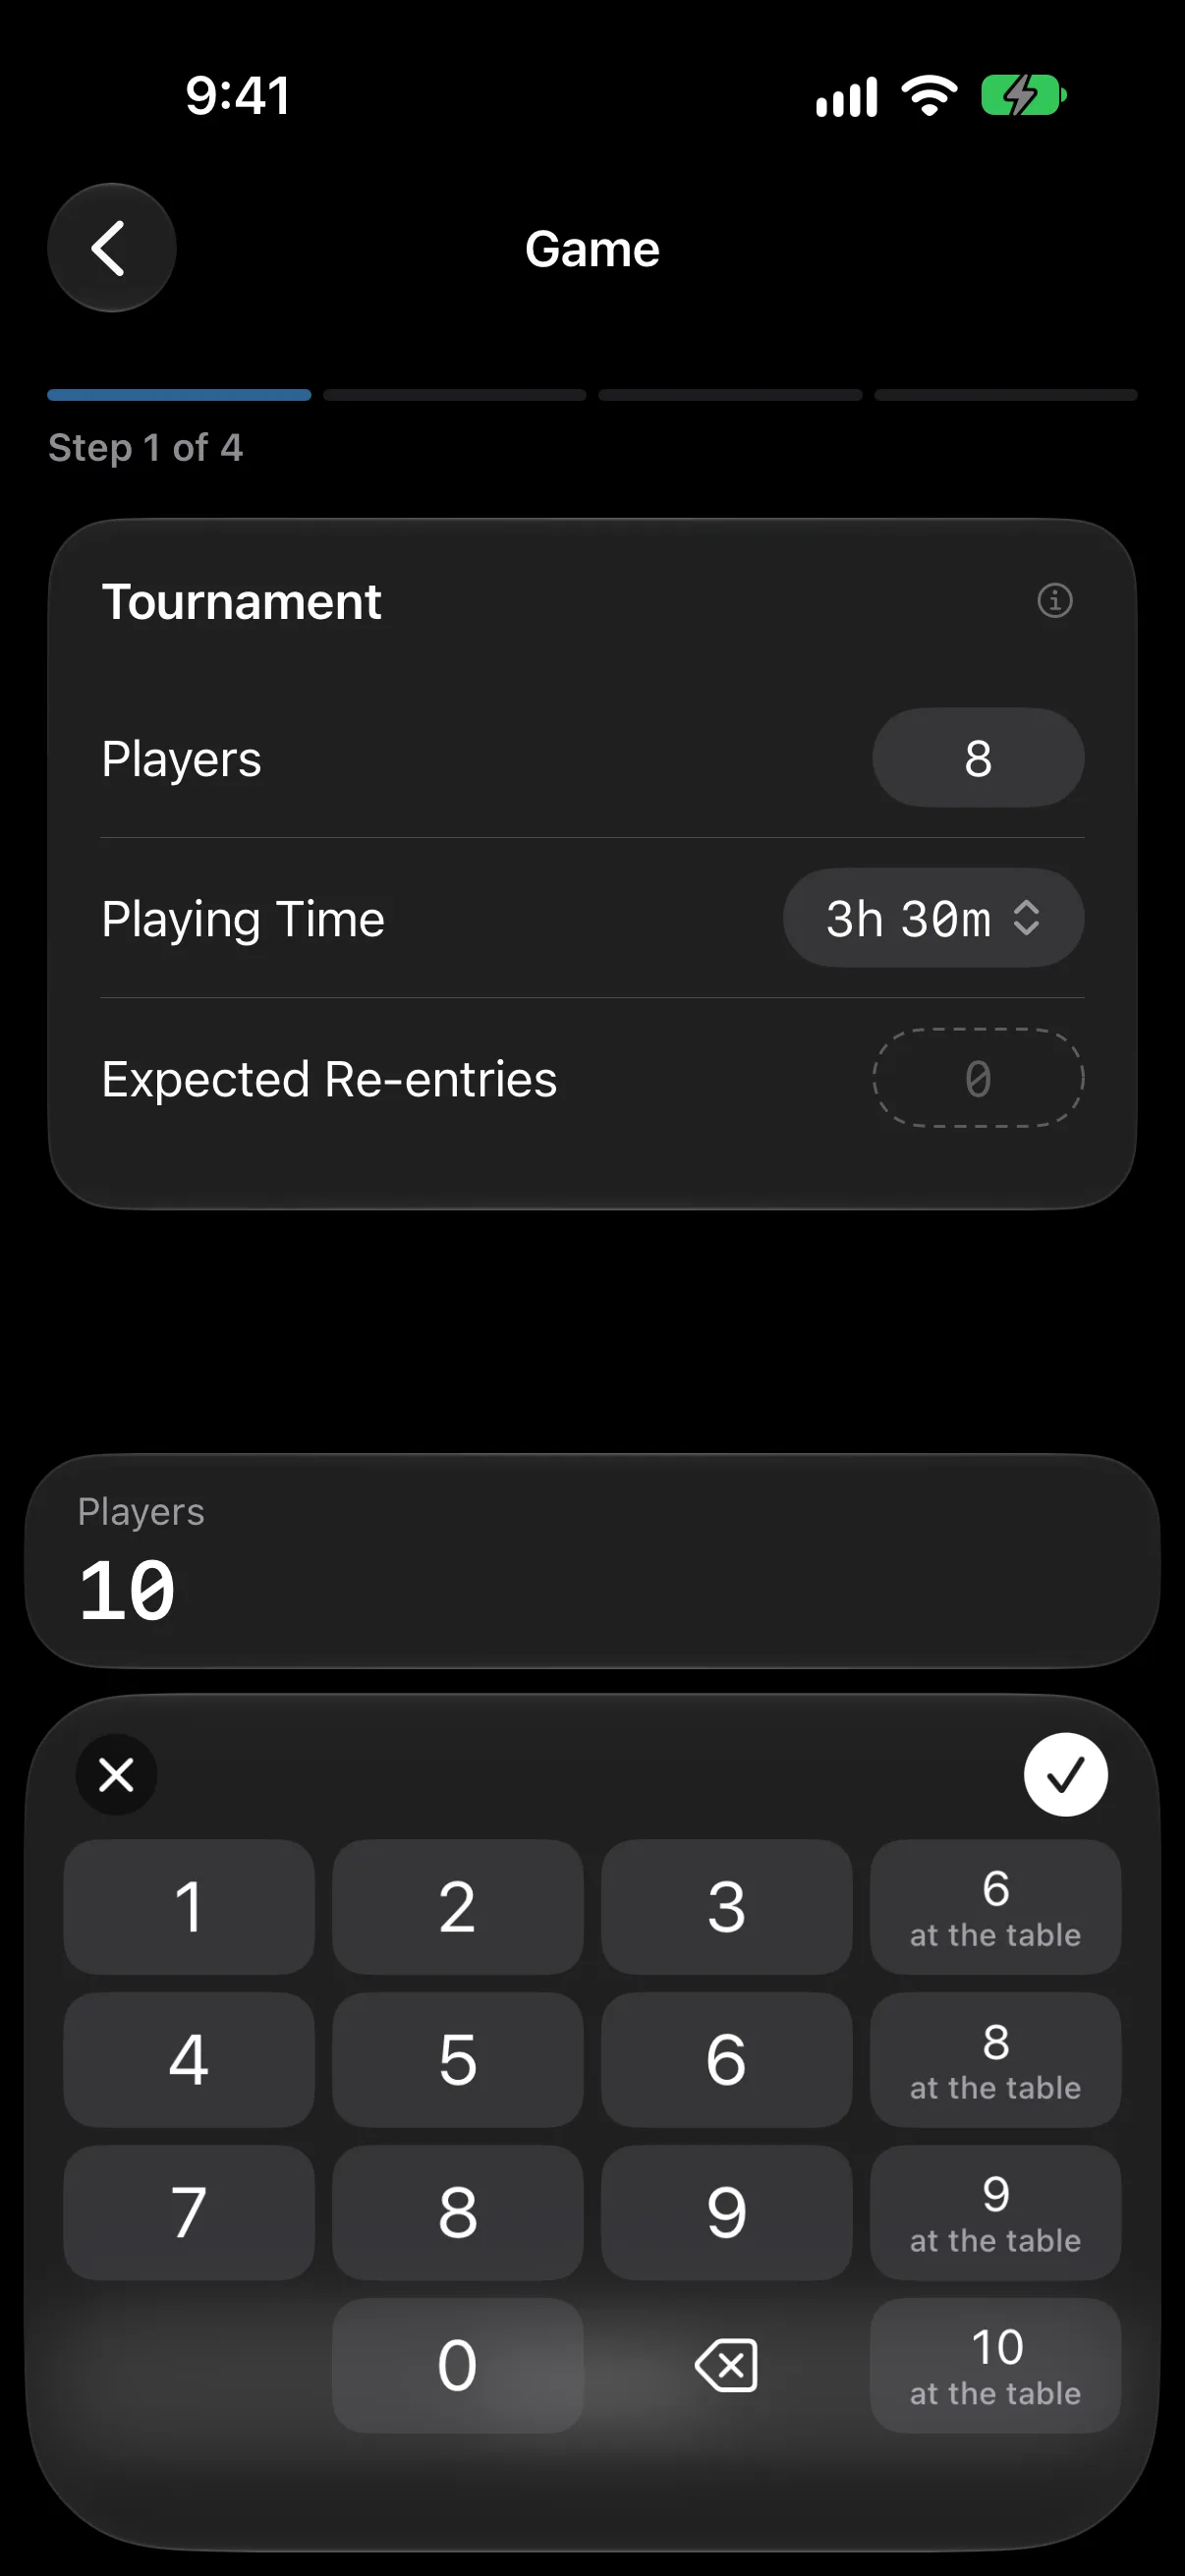 9:41
Game
Step 1 of 4
Tournament
Players
8
Playing Time
3h 30m
Expected Re-entries
0
Players
10
1
2
3
6
at the table
4
5
6
8
at the table
7
8
9
9
at the table
0
10
at the table